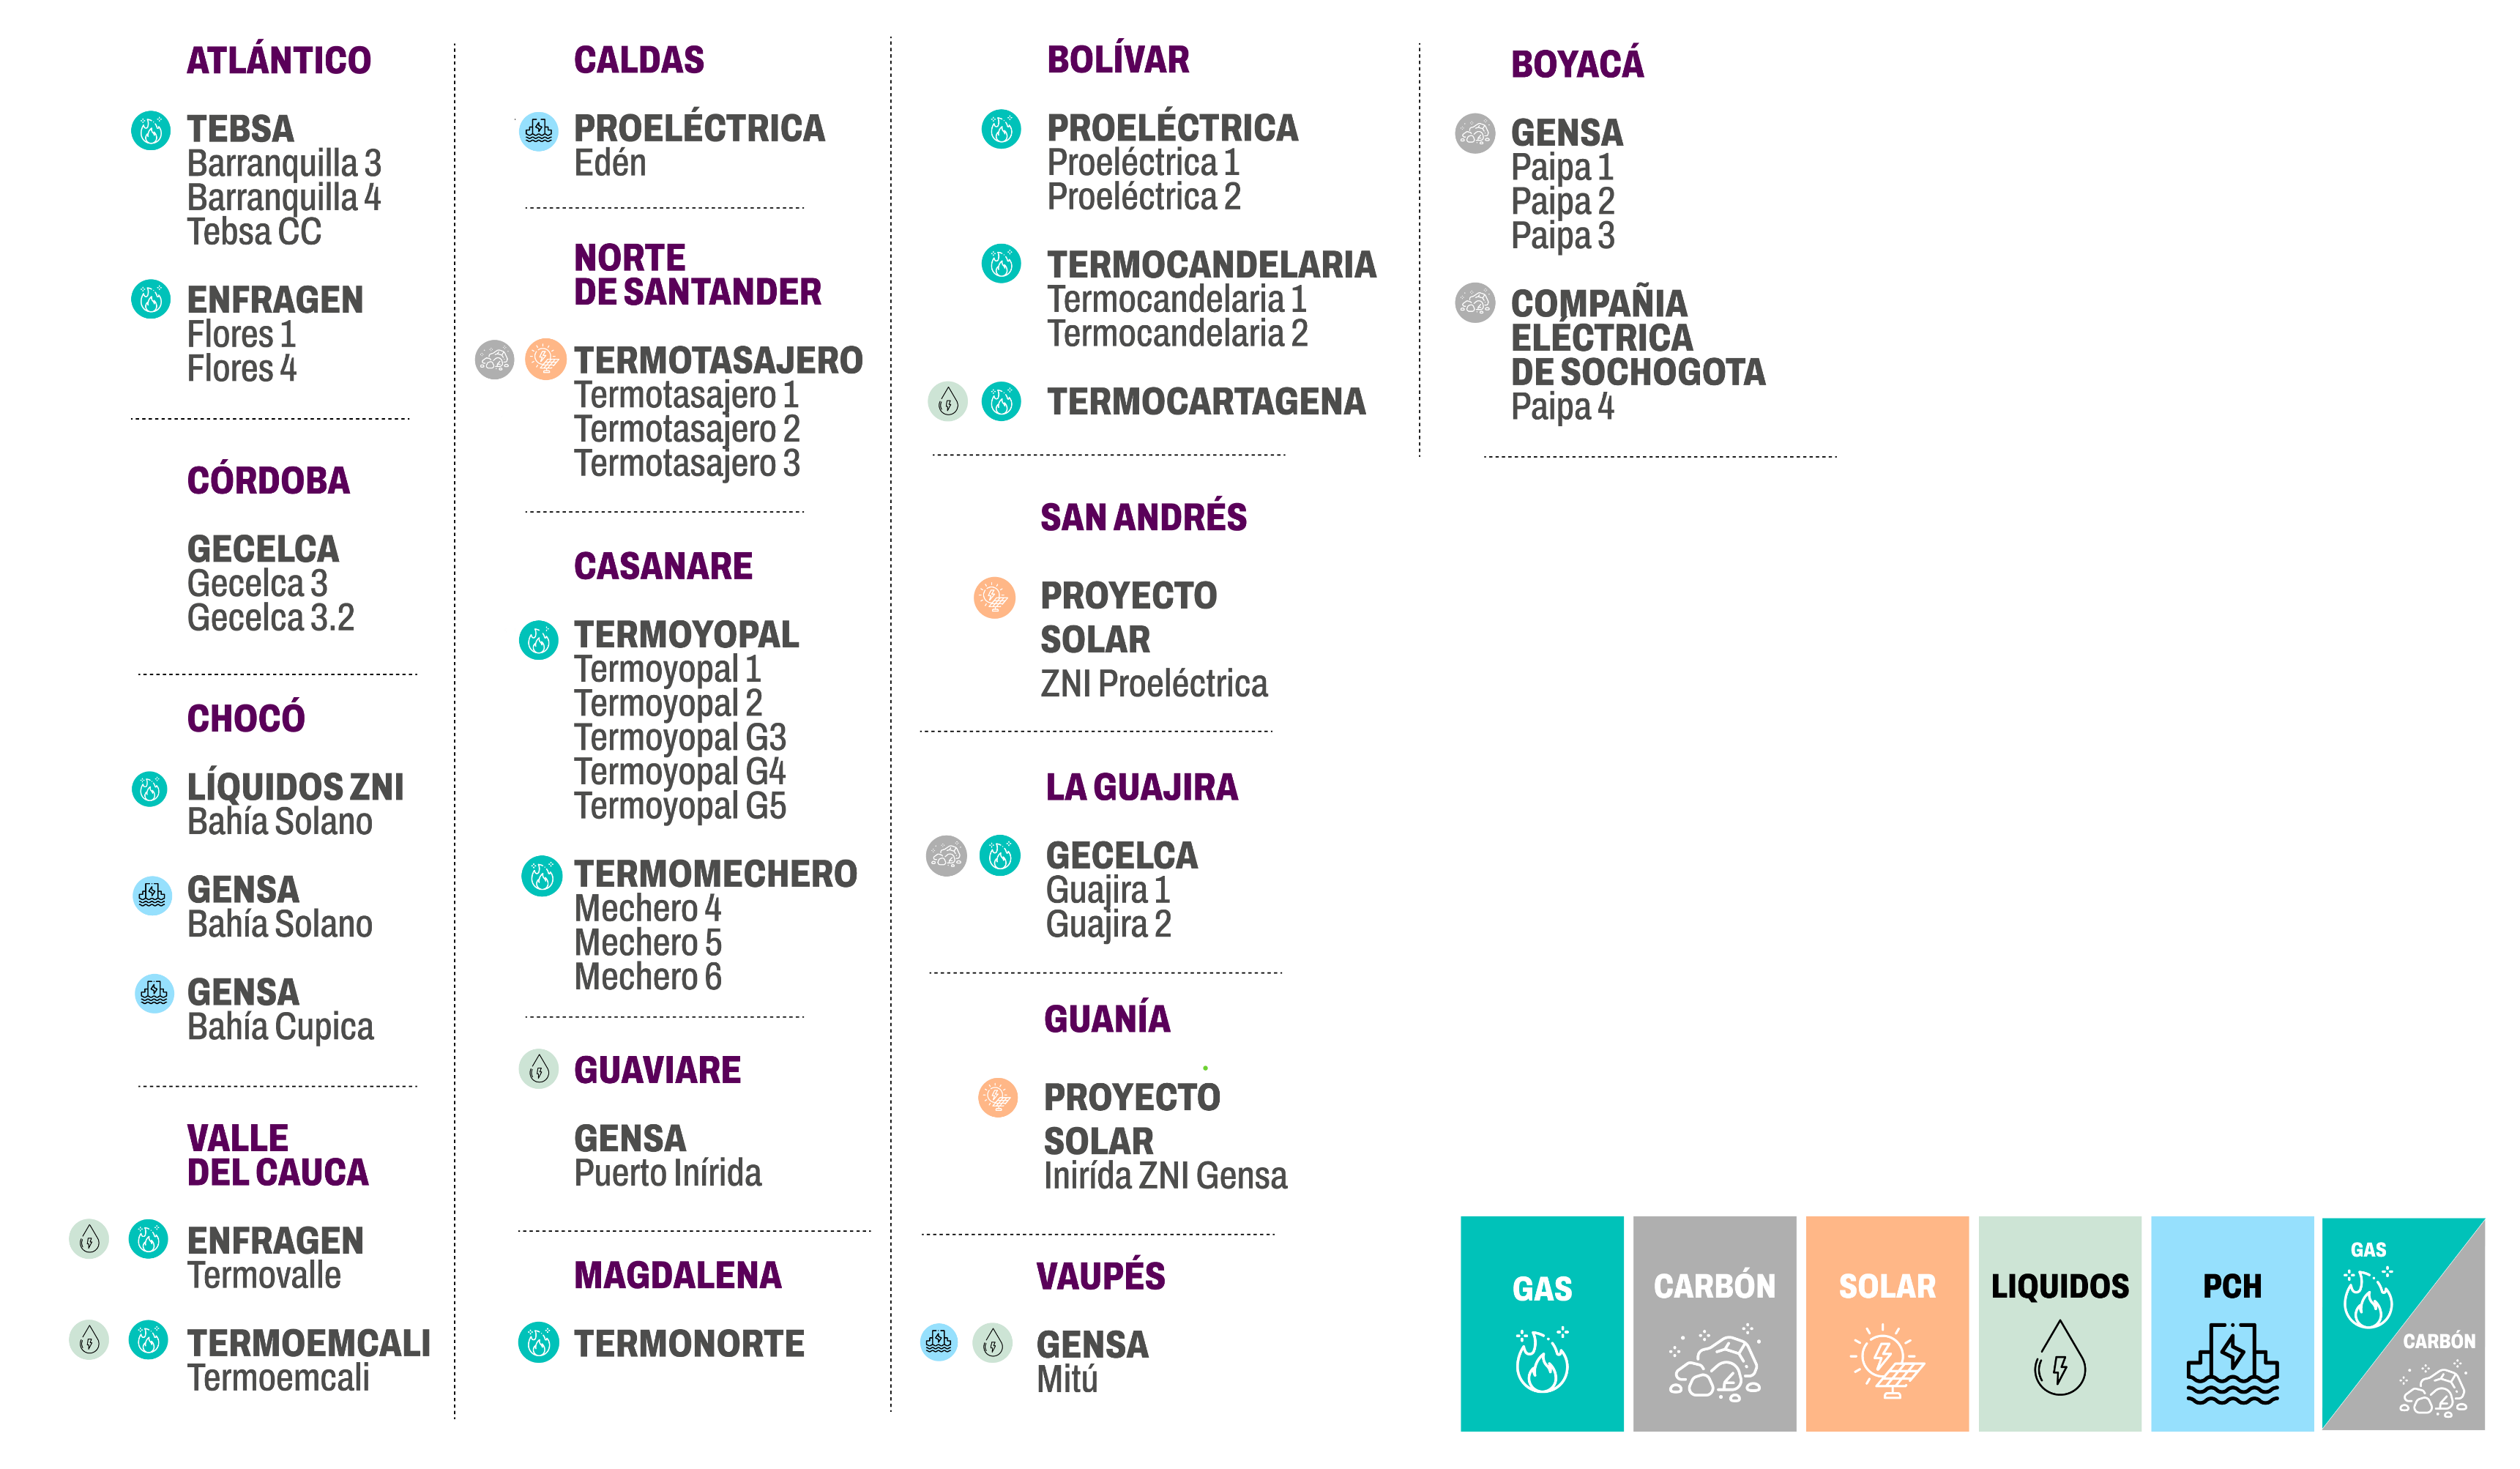 ATLÁNTICO
TEBSA
Barranquilla 3
Barranquilla 4
Tebsa CC
ENFRAGEN
Flores 1
Flores 4
CÓRDOBA
GECELCA
Gecelca 3
Gecelca 3.2
CHOCÓ
LÍQUIDOS ZNI
Bahía Solano
GENSA
Bahía Solano
GENSA
Bahía Cupica
VALLE
DEL CAUCA
ENFRAGEN
Termovalle
TERMOEMCALI
Termoemcali
CALDAS
PROELÉCTRICA
Edén
NORTE
DE SANTANDER
TERMOTASAJERO
Termotasajero 1
Termotasajero 2
Termotasajero 3
CASANARE
TERMOYOPAL
Termoyopal 1
Termoyopal 2
Termoyopal G3
Termoyopal G4
Termoyopal G5
TERMOMECHERO
Mechero 4
Mechero 5
Mechero 6
GUAVIARE
GENSA
Puerto Inírida
MAGDALENA
TERMONORTE
BOLÍVAR
PROELÉCTRICA
Proeléctrica 1
Proeléctrica 2
TERMOCANDELARIA
Termocandelaria 1
Termocandelaria 2
TERMOCARTAGENA
SAN ANDRÉS
PROYECTO
SOLAR
ZNI Proeléctrica
LA GUAJIRA
GECELCA
Guajira 1
Guajira 2
GUANÍA
PROYECTO
SOLAR
Inirída ZNI Gensa
VAUPÉS
GENSA
Mitú
BOYACÁ
GENSA
Paipa 1
Paipa 2
Paipa 3
COMPAÑIA
ELÉCTRICA
DE SOCHOGOTA
Paipa 4
GAS
CARBÓN
SOLAR
LIQUIDOS
PCH
GAS
CARBÓN